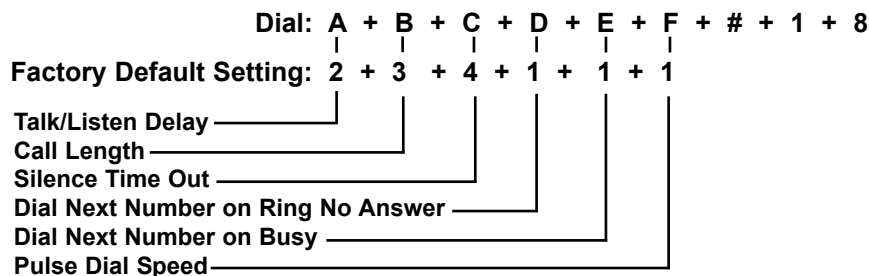 Dial: A + B + C + D + E + F + # + 1 + 8
Factory Default Setting: 2 + 3 + 4 + 1 + 1 + 1
Talk/Listen Delay
Call Length
Silence Time Out
Dial Next Number on Ring No Answer
Dial Next Number on Busy
Pulse Dial Speed